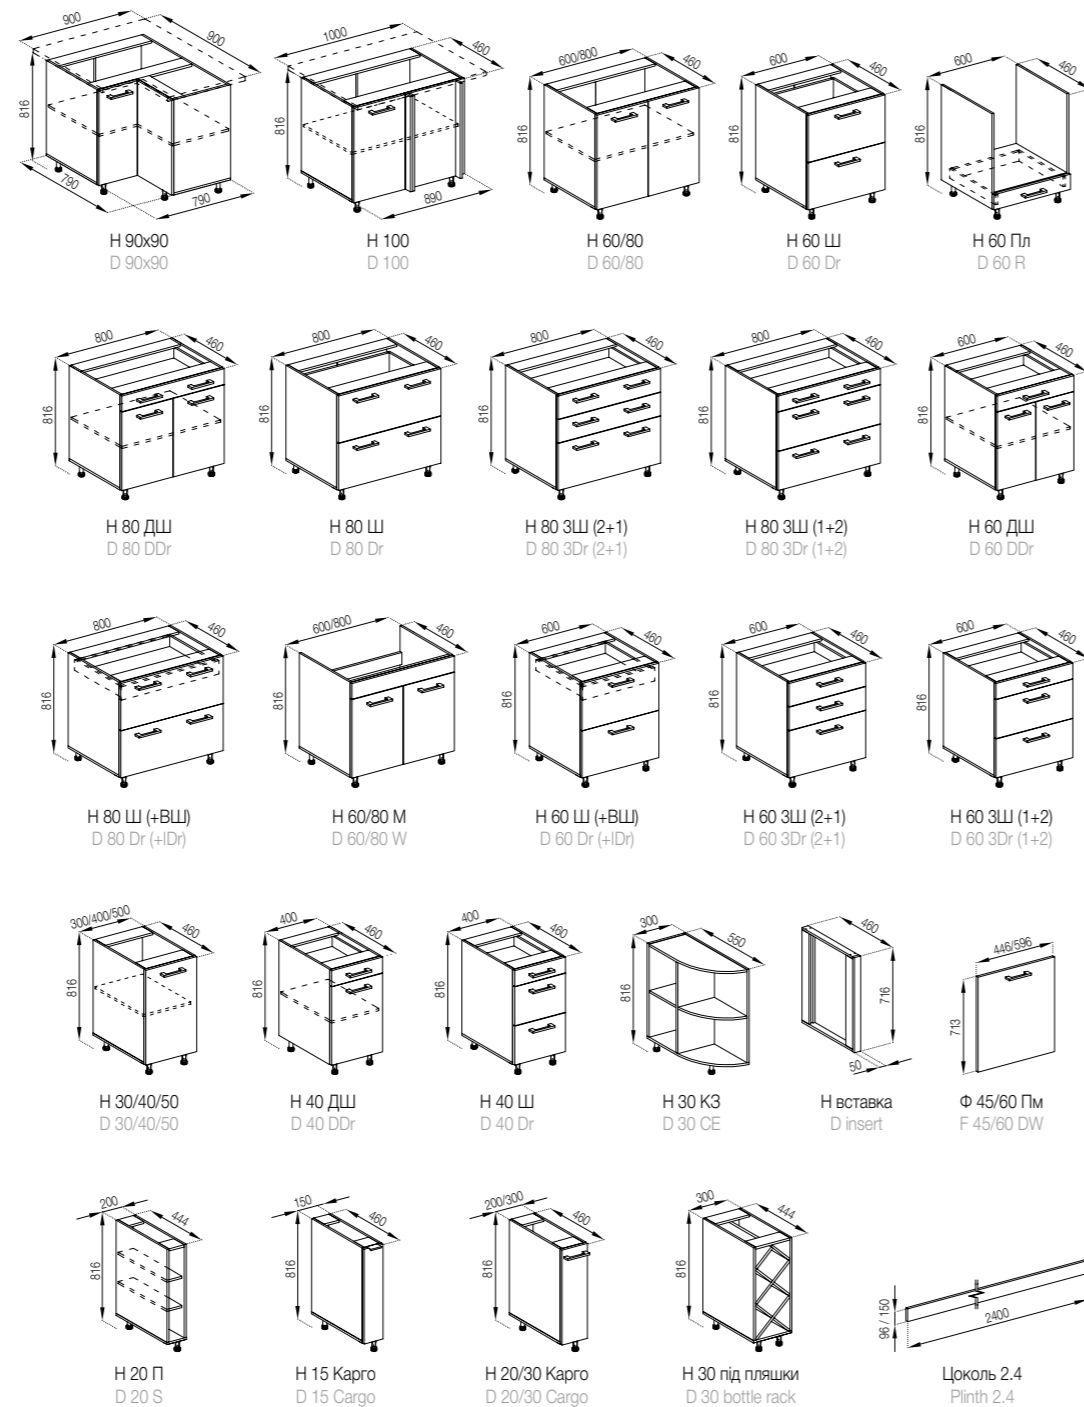 900
900
816
790
790
Н 90х90
D 90x90
1000
460
816
890
Н 100
D 100
600/800
460
816
Н 60/80
D 60/80
600
460
816
Н 60 Ш
D 60 Dr
600
460
816
Н 60 Пл
D 60 R
800
460
816
Н 80 ДШ
D 80 DDr
800
460
816
Н 80 Ш
D 80 Dr
800
460
816
Н 80 3Ш (2+1)
D 80 3Dr (2+1)
800
460
816
Н 80 3Ш (1+2)
D 80 3Dr (1+2)
600
460
816
Н 60 ДШ
D 60 DDr
800
460
816
Н 80 Ш (+ВШ)
D 80 Dr (+IDr)
600/800
460
816
Н 60/80 М
D 60/80 W
600
460
816
Н 60 Ш (+ВШ)
D 60 Dr (+IDr)
600
460
816
Н 60 3Ш (2+1)
D 60 3Dr (2+1)
600
460
816
Н 60 3Ш (1+2)
D 60 3Dr (1+2)
300/400/500
460
816
Н 30/40/50
D 30/40/50
400
460
816
Н 40 ДШ
D 40 DDr
400
460
816
Н 40 Ш
D 40 Dr
300
550
816
Н 30 КЗ
D 30 CE
460
716
50
Н вставка
D insert
446/596
713
Ф 45/60 Пм
F 45/60 DW
200
444
816
Н 20 П
D 20 S
150
460
816
Н 15 Карго
D 15 Cargo
200/300
460
816
Н 20/30 Карго
D 20/30 Cargo
300
444
816
Н 30 під пляшки
D 30 bottle rack
96 / 150
2400
Цоколь 2.4
Plinth 2.4